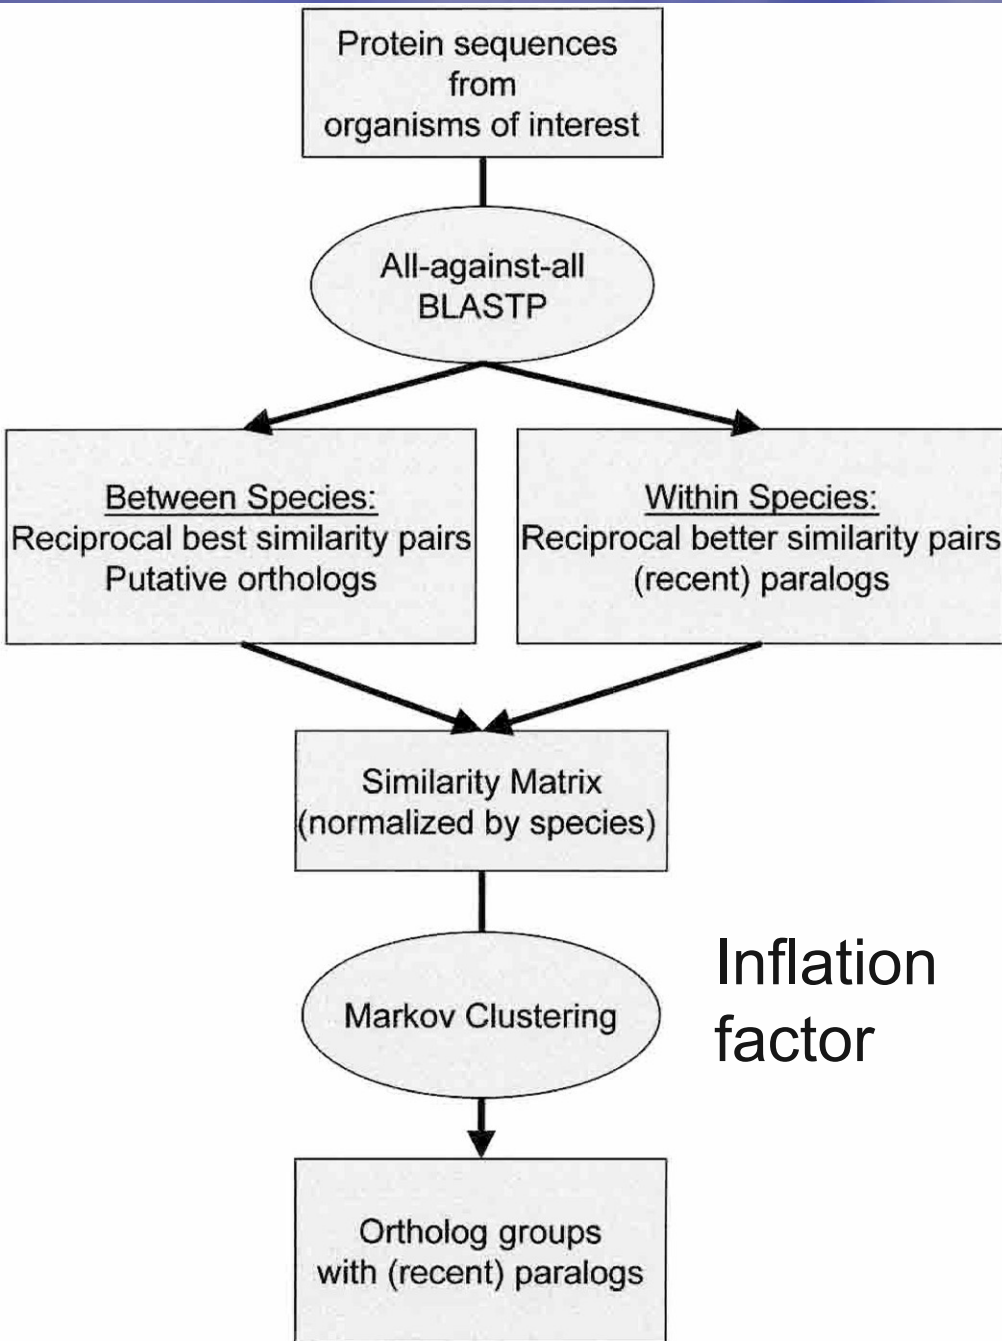 Protein sequences
from
organisms of interest
All-against-all
BLASTP
Between Species:
Reciprocal best similarity pairs
Putative orthologs
Within Species:
Reciprocal better similarity pairs
(recent) paralogs
Similarity Matrix
(normalized by species)
Markov Clustering
Inflation
factor
Ortholog groups
with (recent) paralogs